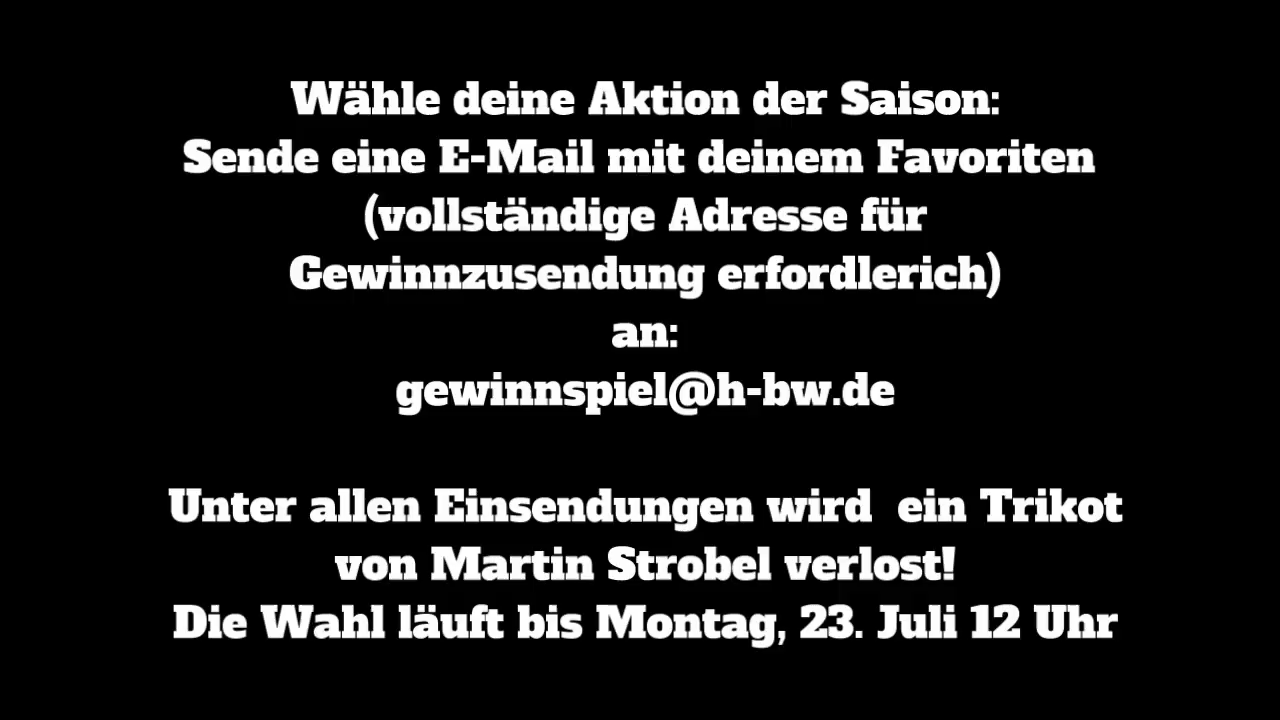 Wähle deine Aktion der Saison:
Sende eine E-Mail mit deinem Favoriten
(vollständige Adresse für
Gewinnzusendung erfordlerich)
an:
gewinnspiel@h-bw.de
Unter allen Einsendungen wird  ein Trikot
von Martin Strobel verlost!
Die Wahl läuft bis Montag, 23. Juli 12 Uhr